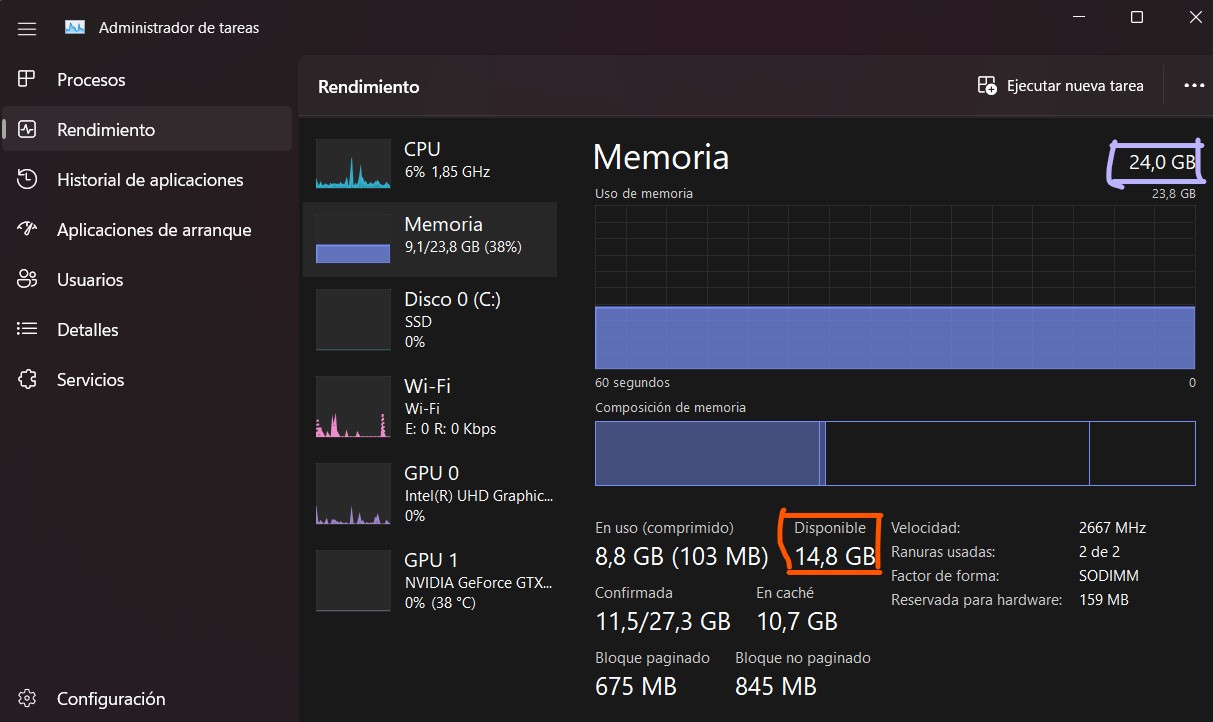 Administrador de tareas
Procesos
Rendimiento
Historial de aplicaciones
Aplicaciones de arranque
Usuarios
Detalles
Servicios
Configuración
Rendimiento
Ejecutar nueva tarea
CPU
6% 1,85 GHz
Memoria
9,1/23,8 GB (38%)
Disco 0 (C:)
SSD
0%
Wi-Fi
Wi-Fi
E: 0 R: 0 Kbps
GPU 0
Intel(R) UHD Graphic...
0%
GPU 1
NVIDIA GeForce GTX...
0% (38 °C)
Memoria
24,0 GB
Uso de memoria
23,8 GB
60 segundos
0
Composición de memoria
En uso (comprimido)
8,8 GB (103 MB)
Disponible
14,8 GB
Confirmada
11,5/27,3 GB
En caché
10,7 GB
Bloque paginado
675 MB
Bloque no paginado
845 MB
Velocidad: 2667 MHz
Ranuras usadas: 2 de 2
Factor de forma: SODIMM
Reservada para hardware: 159 MB